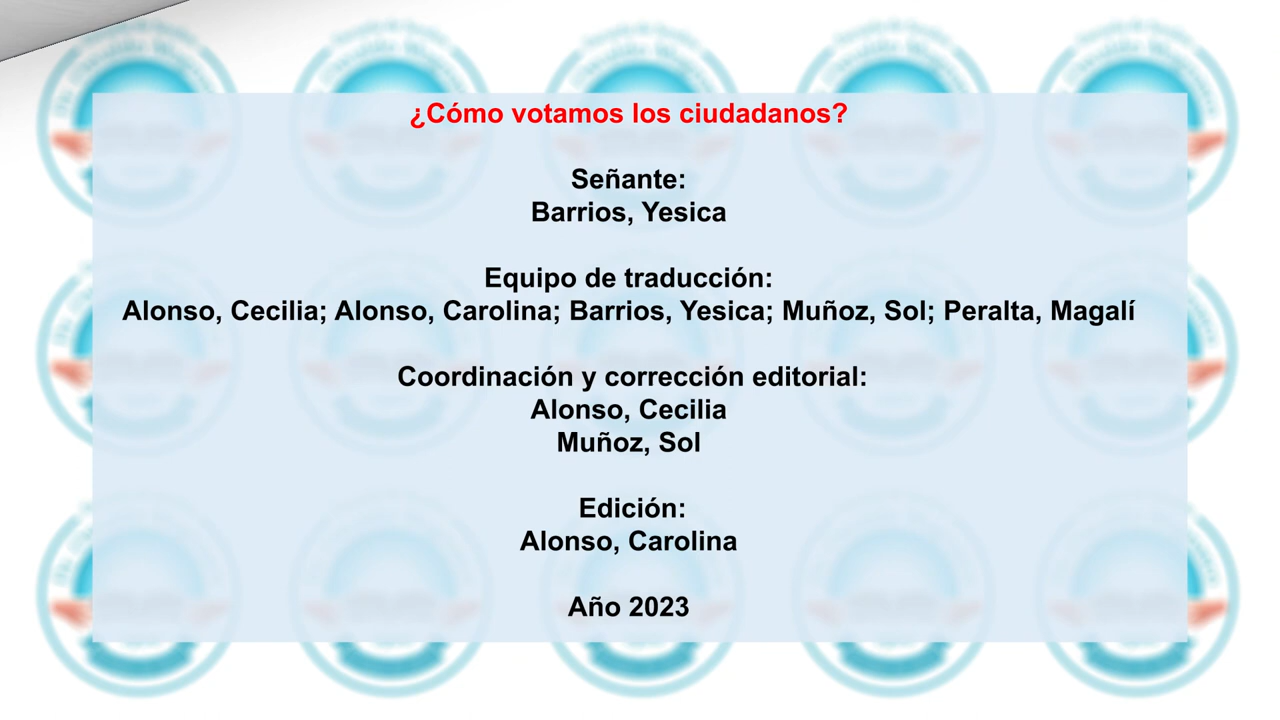 ¿Cómo votamos los ciudadanos?
Señante:
Barrios, Yesica
Equipo de traducción:
Alonso, Cecilia; Alonso, Carolina; Barrios, Yesica; Muñoz, Sol; Peralta, Magalí
Coordinación y corrección editorial:
Alonso, Cecilia
Muñoz, Sol
Edición:
Alonso, Carolina
Año 2023